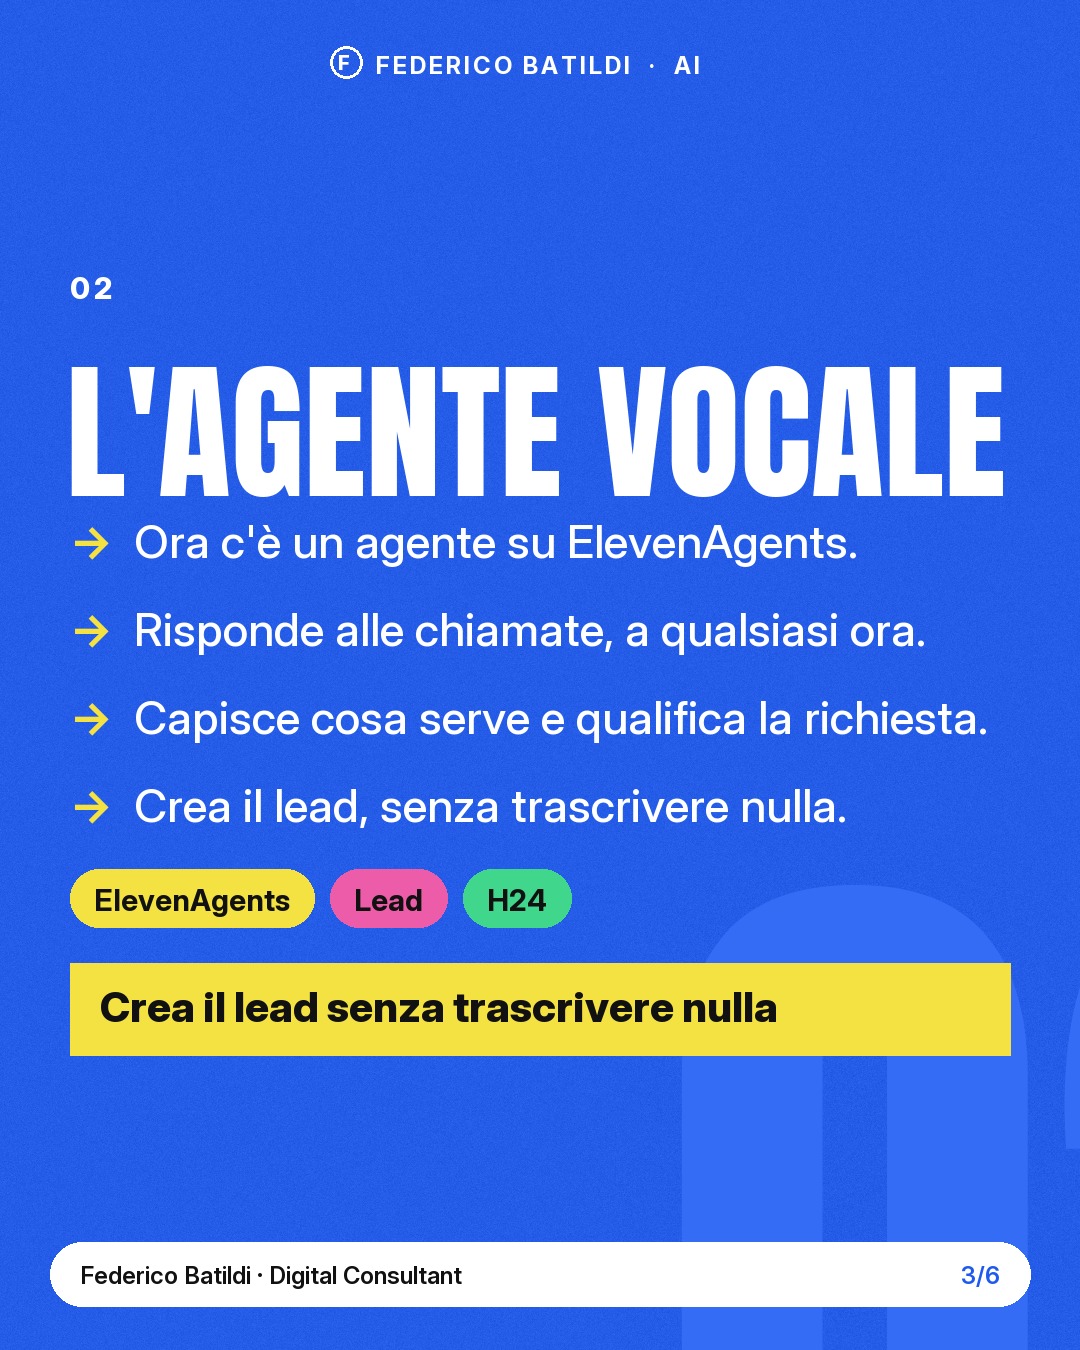 F FEDERICO BATILDI · AI
02
L'AGENTE VOCALE
→ Ora c'è un agente su ElevenAgents.
→ Risponde alle chiamate, a qualsiasi ora.
→ Capisce cosa serve e qualifica la richiesta.
→ Crea il lead, senza trascrivere nulla.
ElevenAgents Lead H24
Crea il lead senza trascrivere nulla
Federico Batildi · Digital Consultant 3/6